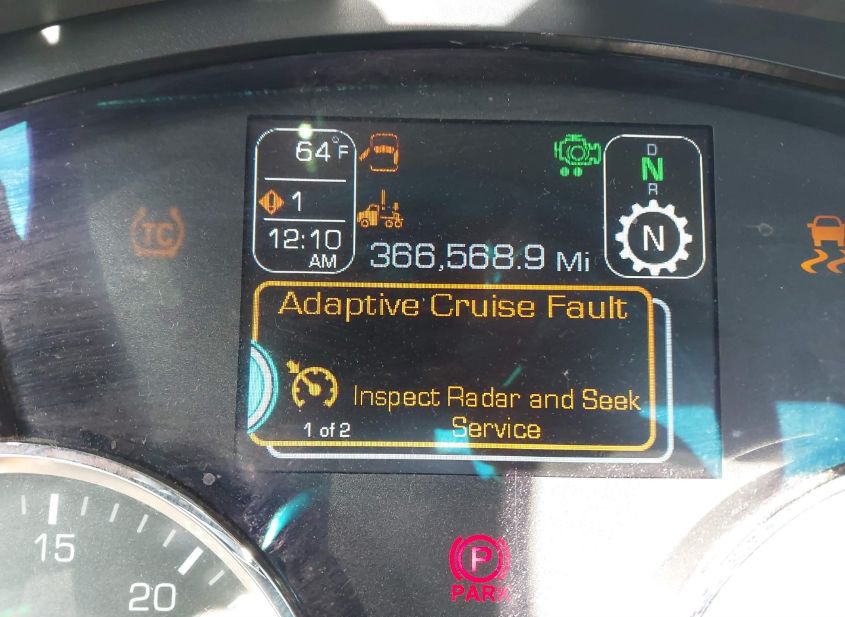 64°F
D
N
R
1
TC
12:10
AM
366,568.9 Mi
N
Adaptive Cruise Fault
Inspect Radar and Seek
Service
1 of 2
15
20
P
PARK